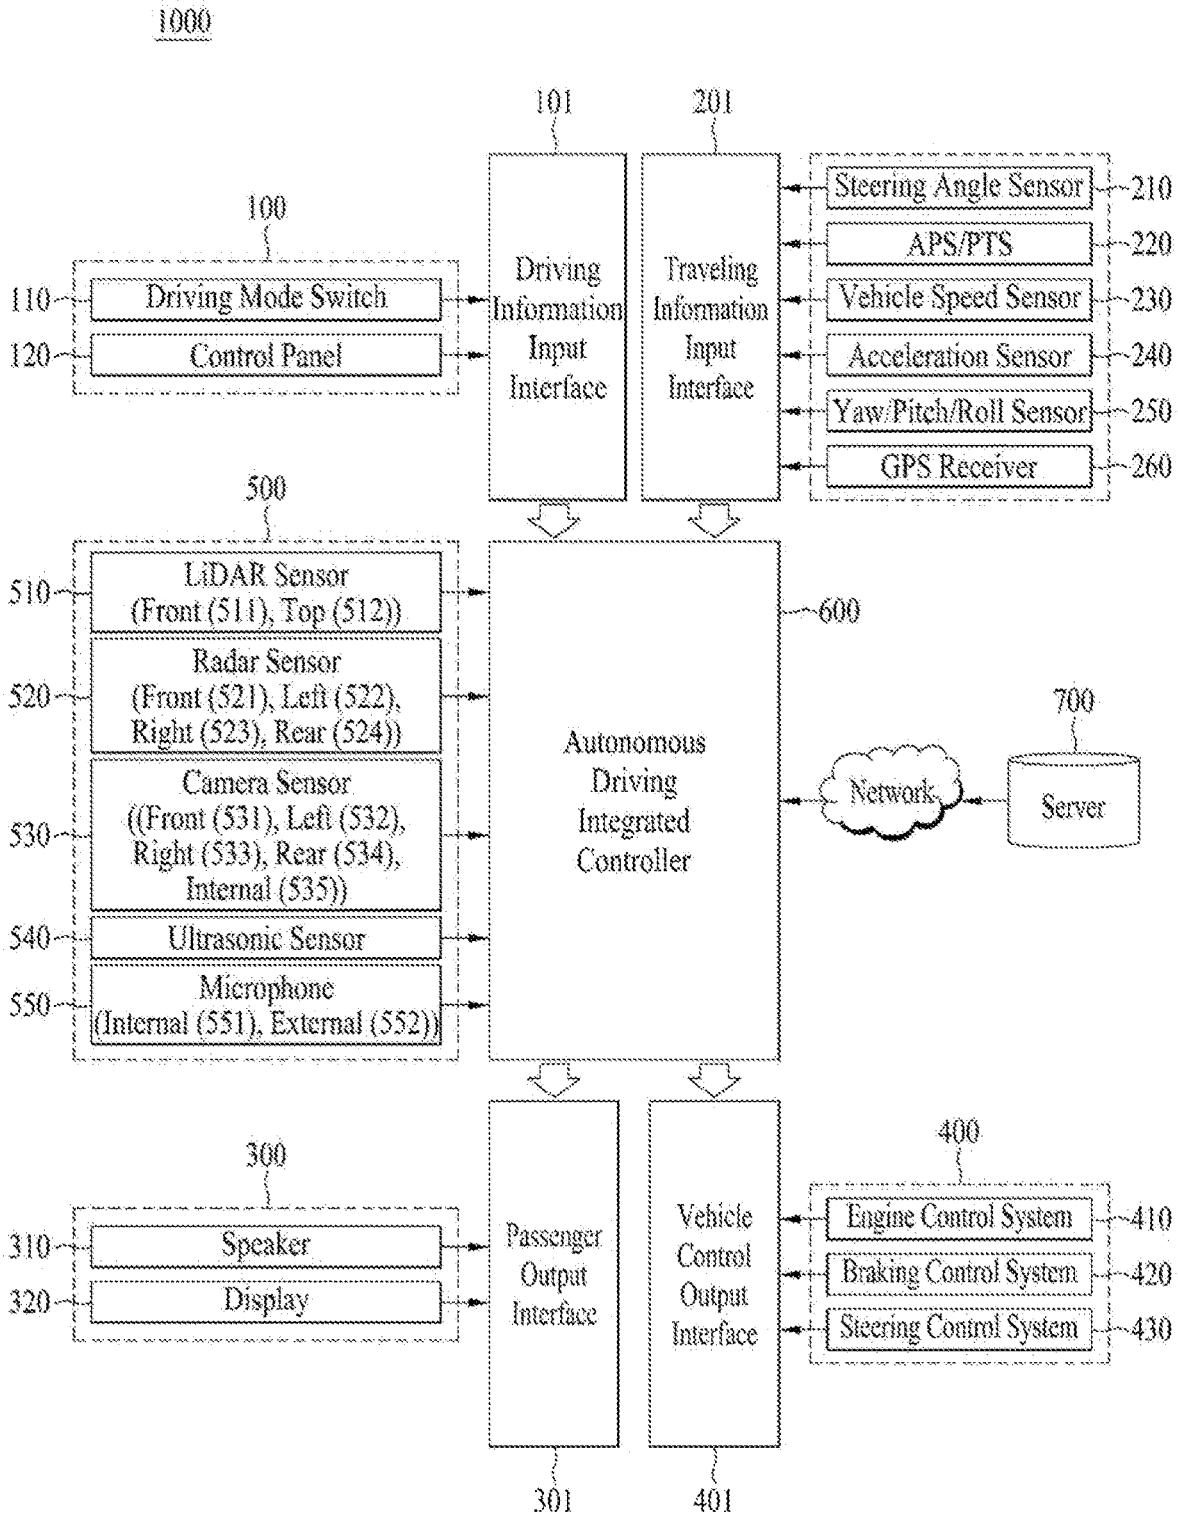 1000
101
201
100
110
Driving Mode Switch
120
Control Panel
Driving
Information
Input
Interface
Traveling
Information
Input
Interface
Steering Angle Sensor
210
APS/PTS
220
Vehicle Speed Sensor
230
Acceleration Sensor
240
Yaw/Pitch/Roll Sensor
250
GPS Receiver
260
500
510
LiDAR Sensor
(Front (511), Top (512))
520
Radar Sensor
(Front (521), Left (522),
Right (523), Rear (524))
530
Camera Sensor
((Front (531), Left (532),
Right (533), Rear (534),
Internal (535))
540
Ultrasonic Sensor
550
Microphone
(Internal (551), External (552))
600
Autonomous
Driving
Integrated
Controller
Network
700
Server
300
310
Speaker
320
Display
Passenger
Output
Interface
301
Vehicle
Control
Output
Interface
401
400
Engine Control System
410
Braking Control System
420
Steering Control System
430